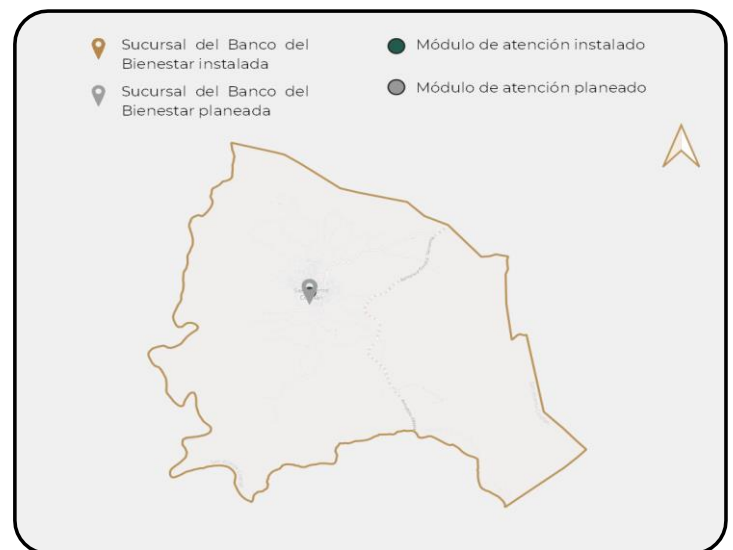 Sucursal del Banco del
Bienestar instalada
Sucursal del Banco del
Bienestar planeada
Módulo de atención instalado
Módulo de atención planeado